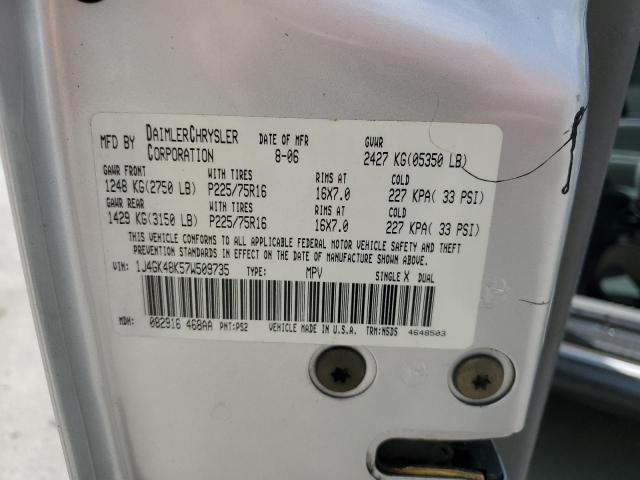 MFD BY DAIMLERCHRYSLER CORPORATION DATE OF MFR 8-06 GVWR 2427 KG(05350 LB)
GAWR FRONT WITH TIRES RIMS AT COLD
1248 KG(2750 LB) P225/75R16 16X7.0 227 KPA( 33 PSI)
GAWR REAR WITH TIRES RIMS AT COLD
1429 KG(3150 LB) P225/75R16 16X7.0 227 KPA( 33 PSI)
THIS VEHICLE CONFORMS TO ALL APPLICABLE FEDERAL MOTOR VEHICLE SAFETY AND THEFT
PREVENTION STANDARDS IN EFFECT ON THE DATE OF MANUFACTURE SHOWN ABOVE.
VIN: 1J4GK48K57W509735 TYPE: MPV SINGLE X DUAL
MDH: 082916 468AA PNT:PS2 VEHICLE MADE IN U.S.A. TRM:N5D5 4648503